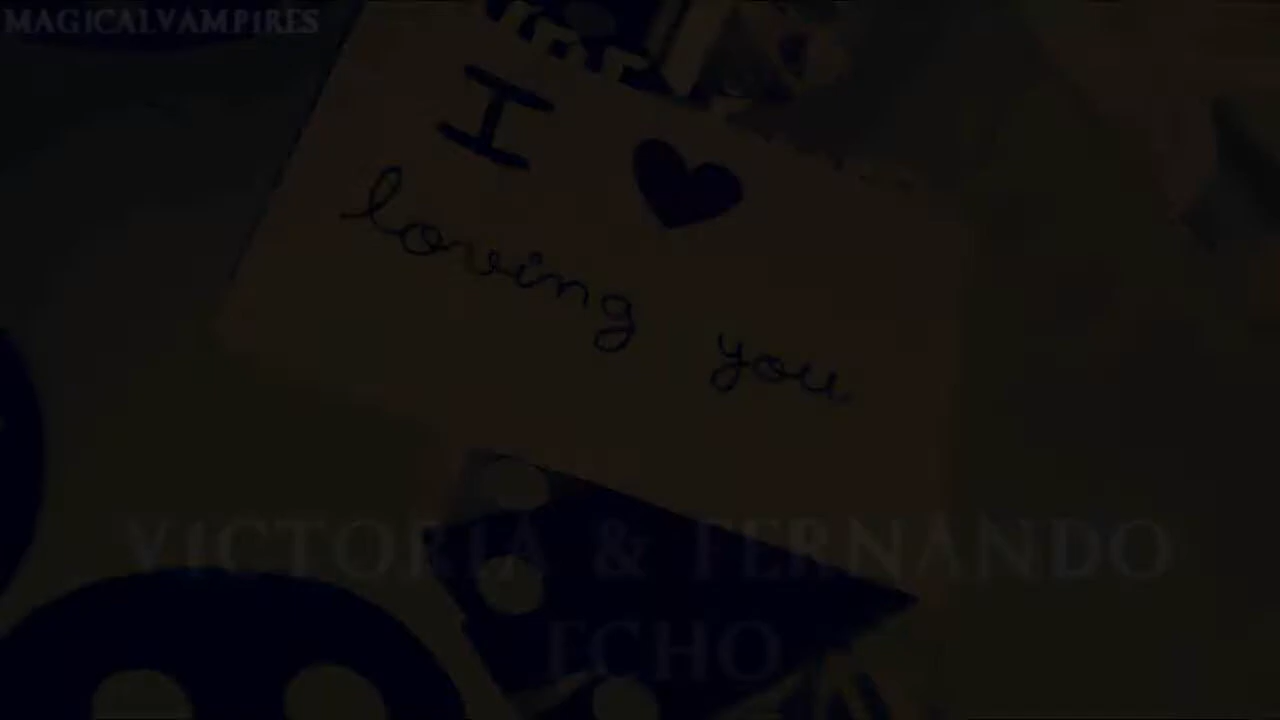 MAGICALVAMPIRES
I ♥
loving you
VICTORIA & FERNANDO
ECHO